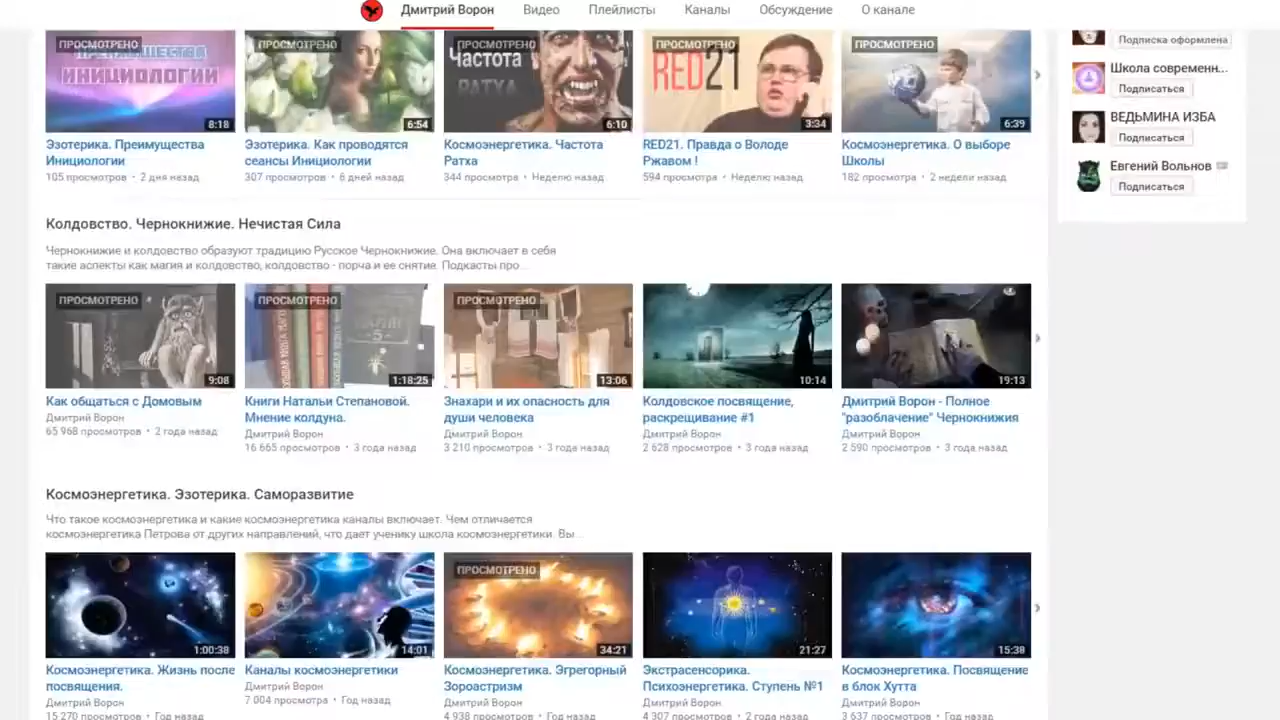 Дмитрий Ворон Видео Плейлисты Каналы Обсуждение О канале
ПРОСМОТРЕНО ПРОСМОТРЕНО ПРОСМОТРЕНО ПРОСМОТРЕНО ПРОСМОТРЕНО
ИНИЦИОЛОГИИ
Частота
РАТХА
RED21
8:18 6:54 6:10 3:34 6:39
Эзотерика. Преимущества
Инициологии
105 просмотров • 2 дня назад
Эзотерика. Как проводятся
сеансы Инициологии
307 просмотров • 6 дней назад
Космоэнергетика. Частота
Ратха
344 просмотра • Неделю назад
RED21. Правда о Володе
Ржавом !
594 просмотра • Неделю назад
Космоэнергетика. О выборе
Школы
182 просмотра • 2 недели назад
Подписка оформлена
Школа современн...
Подписаться
ВЕДЬМИНА ИЗБА
Подписаться
Евгений Вольнов
Подписаться
Колдовство. Чернокнижие. Нечистая Сила
Чернокнижие и колдовство образуют традицию Русское Чернокнижие. Она включает в себя
такие аспекты как магия и колдовство, колдовство - порча и ее снятие. Подкасты про...
ПРОСМОТРЕНО ПРОСМОТРЕНО ПРОСМОТРЕНО
9:08 1:18:25 13:06 10:14 19:13
Как общаться с Домовым
Дмитрий Ворон
65 968 просмотров • 2 года назад
Книги Натальи Степановой.
Мнение колдуна.
Дмитрий Ворон
16 665 просмотров • 3 года назад
Знахари и их опасность для
души человека
Дмитрий Ворон
3 210 просмотров • 3 года назад
Колдовское посвящение,
раскрещивание #1
Дмитрий Ворон
2 628 просмотров • 3 года назад
Дмитрий Ворон - Полное
"разоблачение" Чернокнижия
Дмитрий Ворон
2 590 просмотров • 3 года назад
Космоэнергетика. Эзотерика. Саморазвитие
Что такое космоэнергетика и какие космоэнергетика каналы включает. Чем отличается
космоэнергетика Петрова от других направлений, что дает ученику школа космоэнергетики. Вы...
ПРОСМОТРЕНО
1:00:38 14:01 34:21 21:27 15:38
Космоэнергетика. Жизнь после
посвящения.
Дмитрий Ворон
15 270 просмотров • Год назад
Каналы космоэнергетики
Дмитрий Ворон
7 004 просмотра • Год назад
Космоэнергетика. Эгрегорный
Зороастризм
Дмитрий Ворон
4 938 просмотров • Год назад
Экстрасенсорика.
Психоэнергетика. Ступень №1
Дмитрий Ворон
4 307 просмотров • 2 года назад
Космоэнергетика. Посвящение
в блок Хутта
Дмитрий Ворон
3 637 просмотров • Год назад